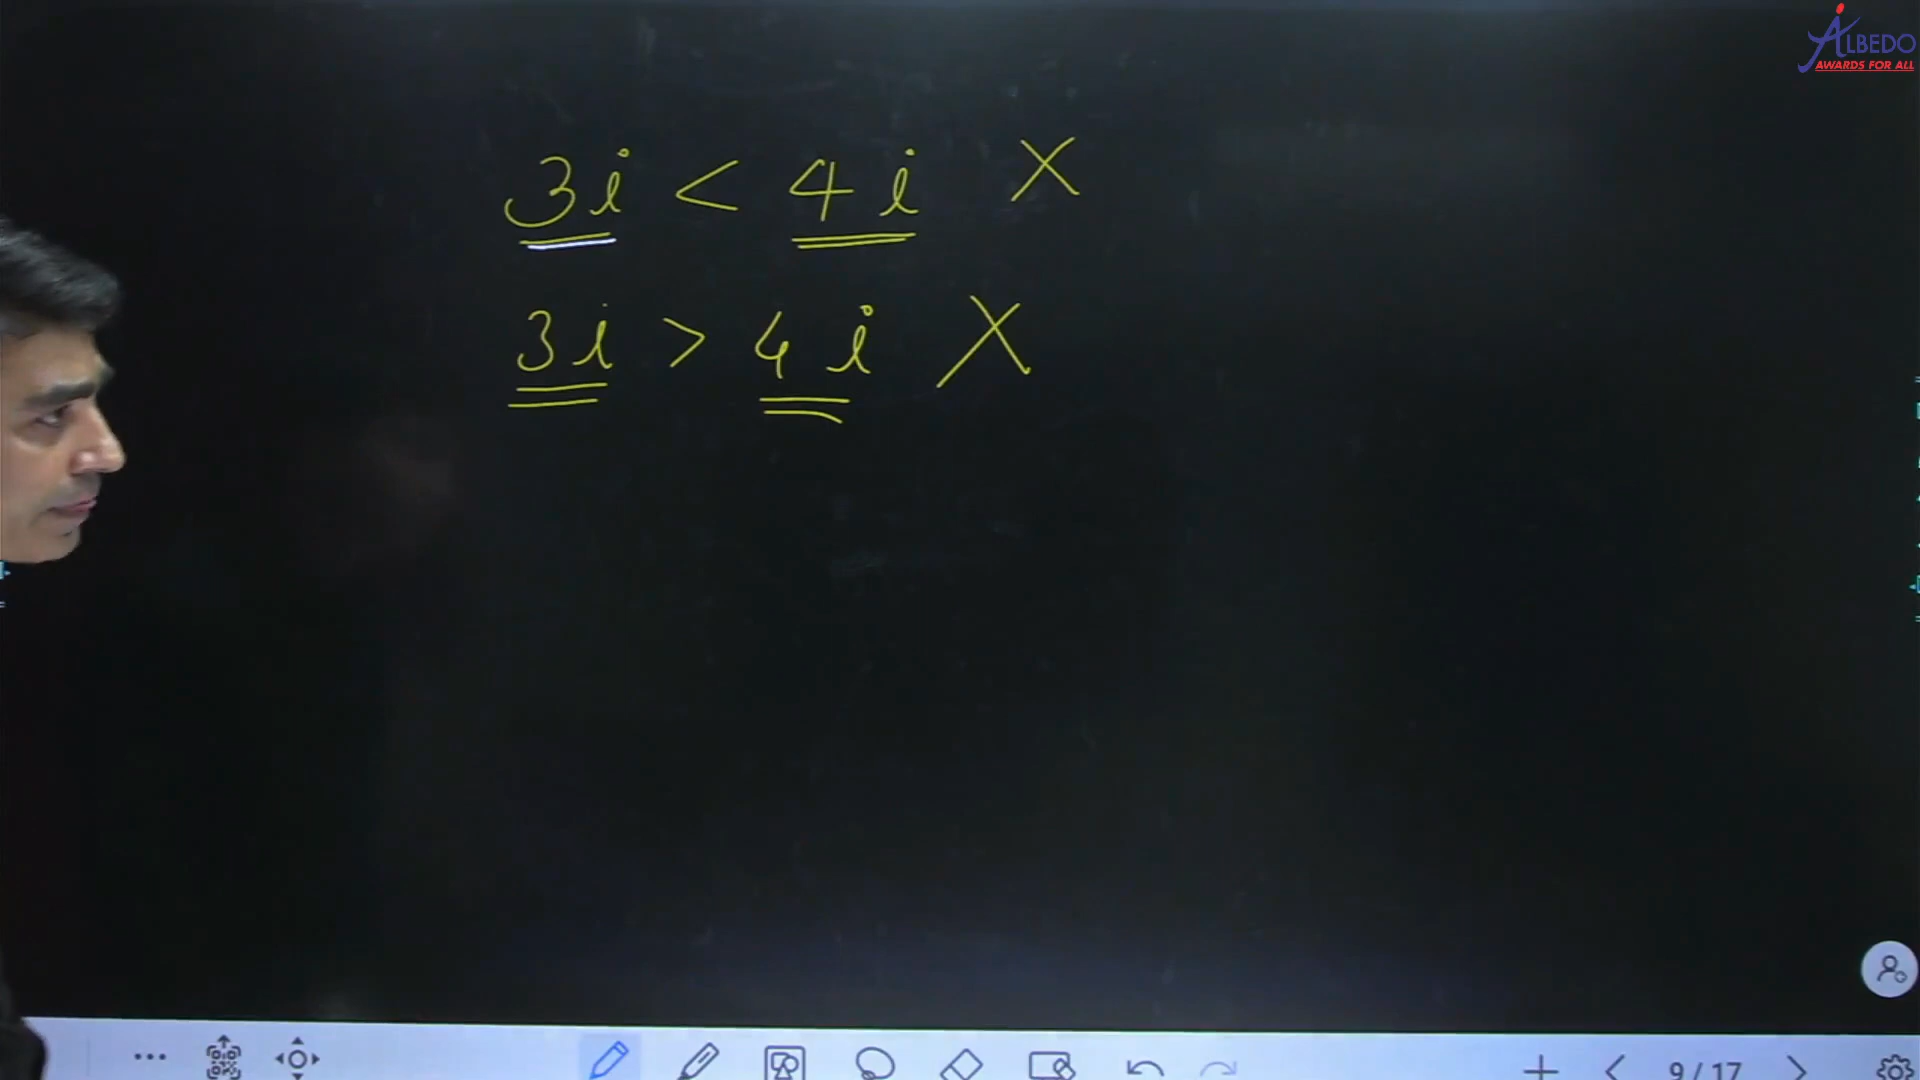 ALBEDO
AWARDS FOR ALL
3i < 4i X
3i > 4i X
9/17